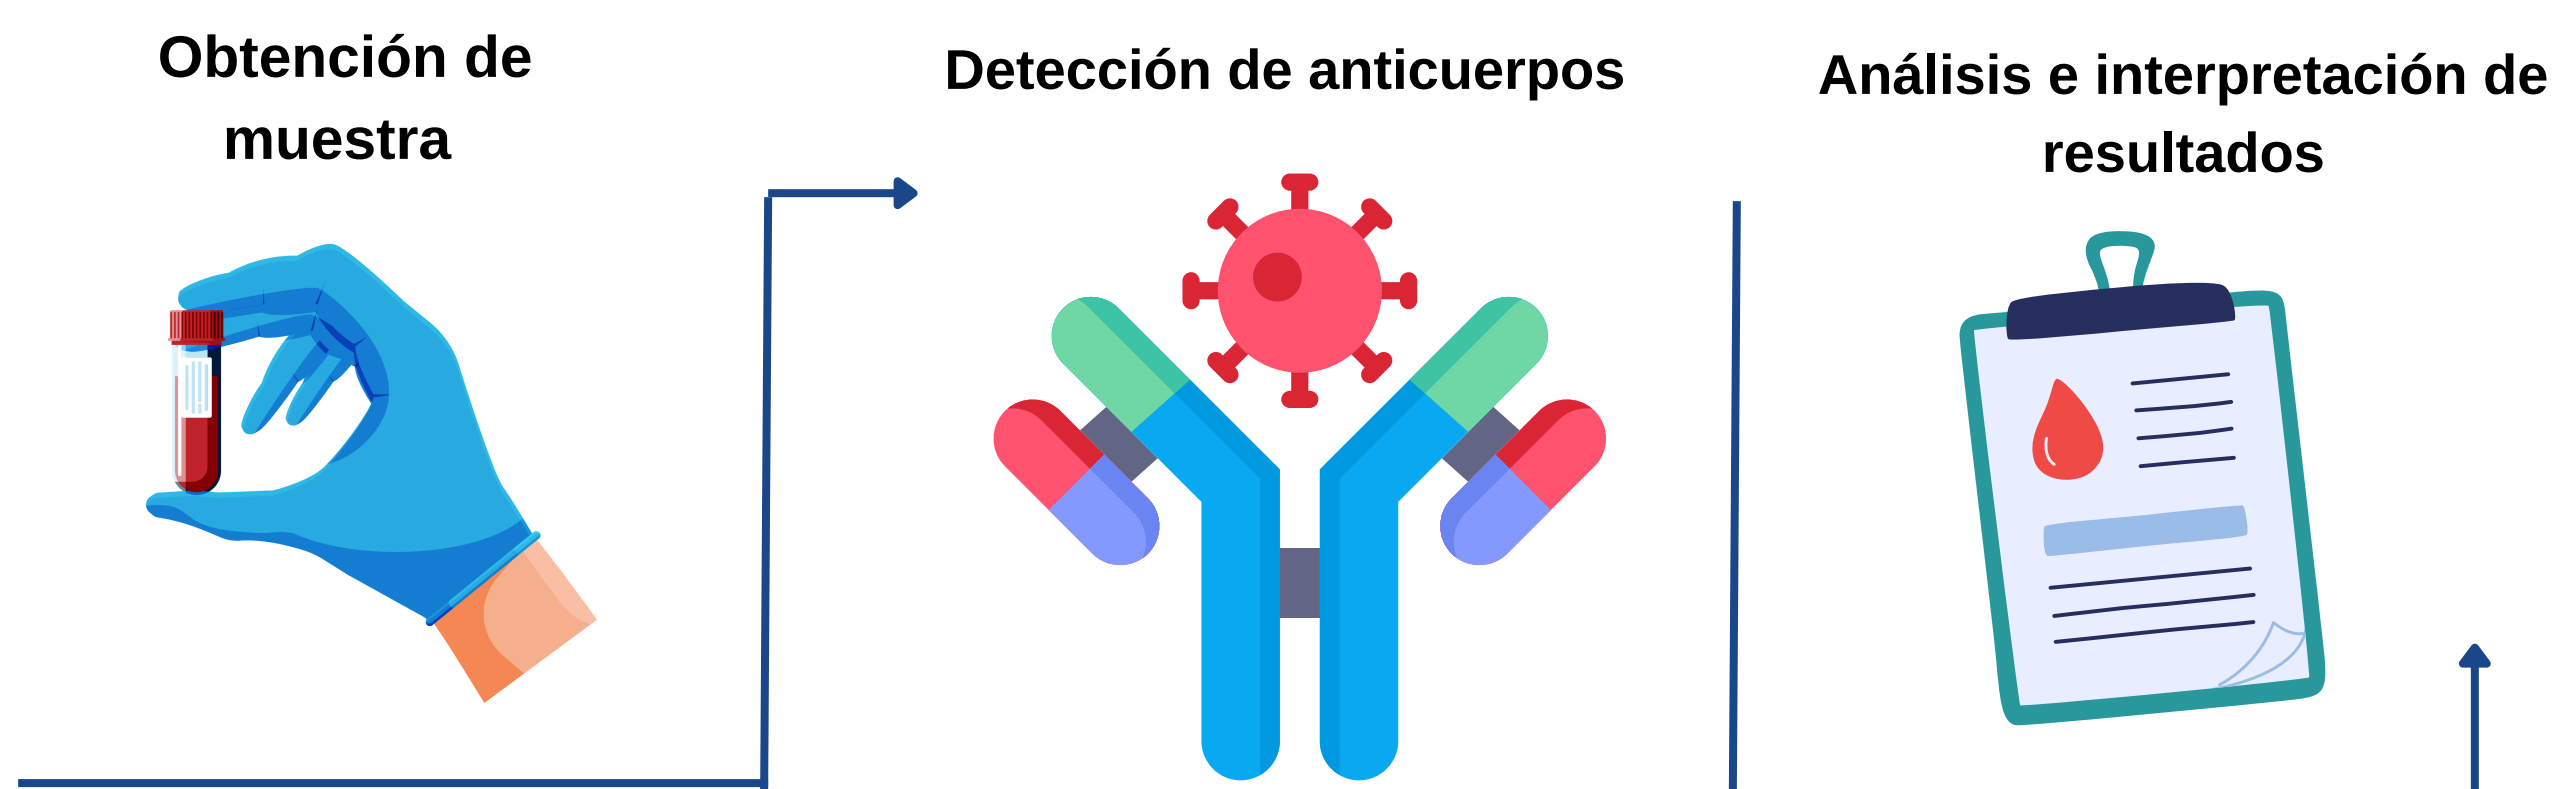 Obtención de
muestra
Detección de anticuerpos
Análisis e interpretación de
resultados